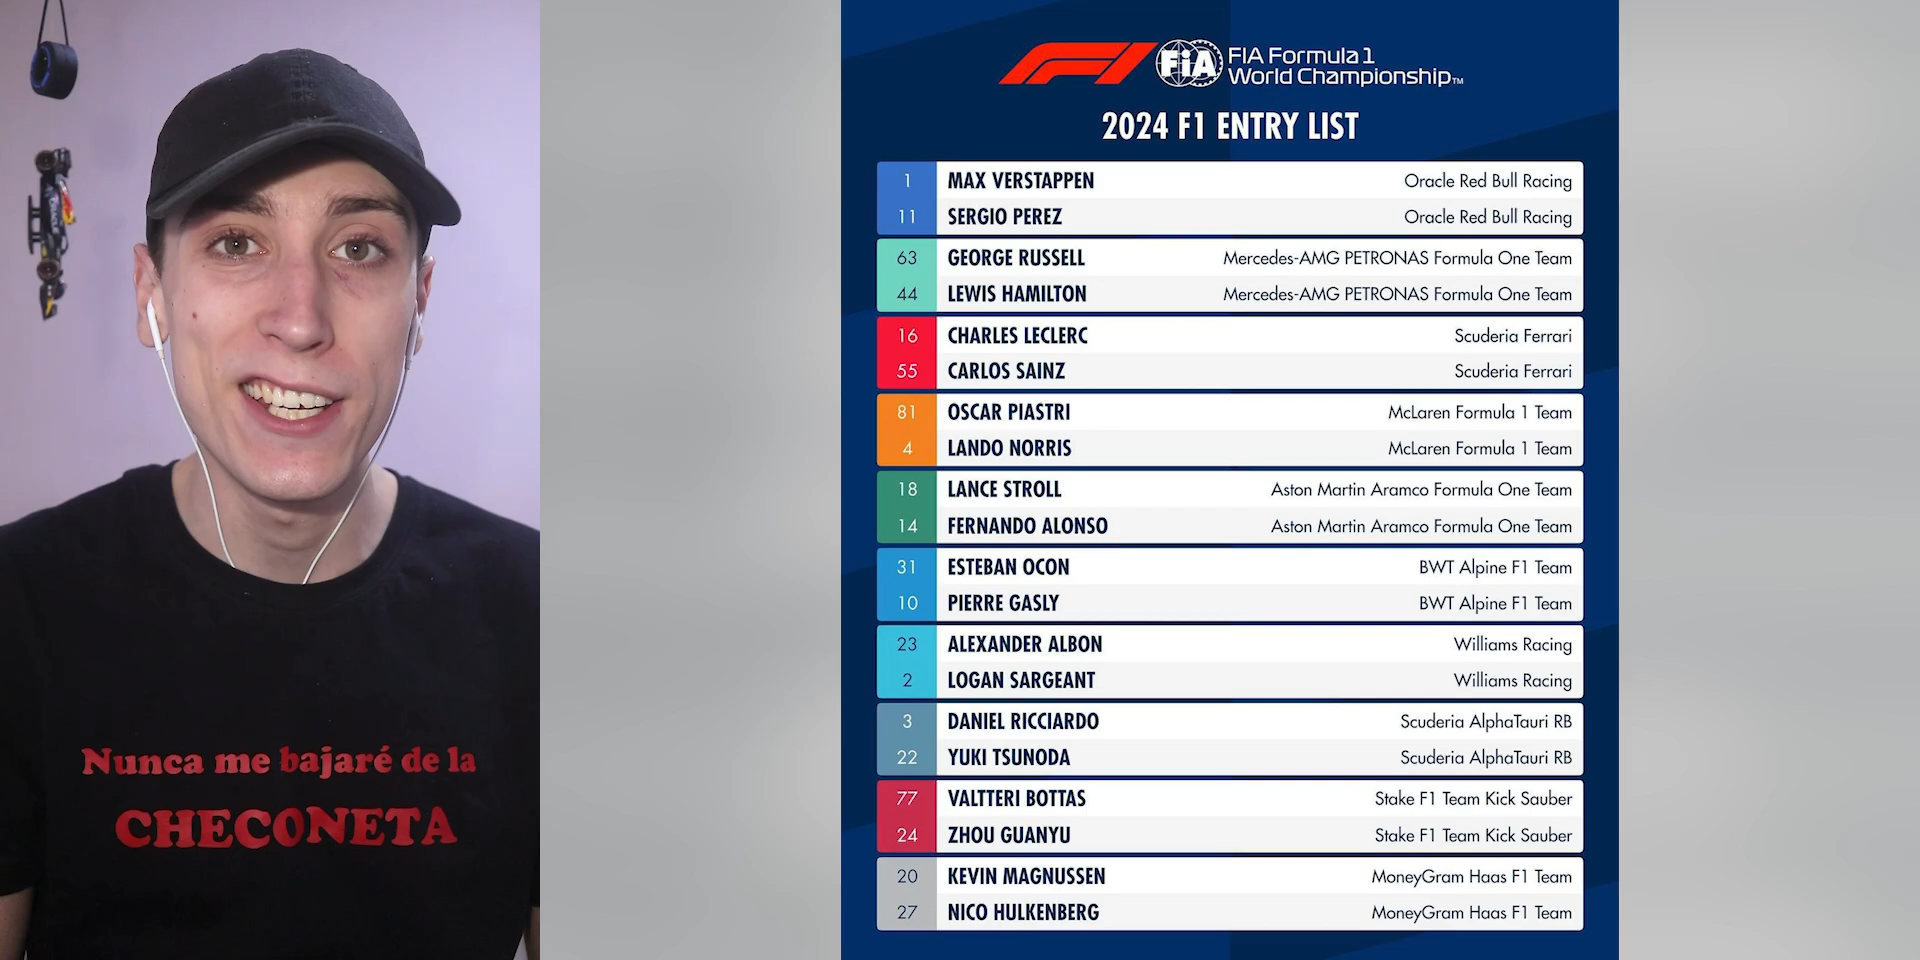 Nunca me bajaré de la
CHECONETA
F1 FIA FIA Formula 1
World Championship™
2024 F1 ENTRY LIST
1 MAX VERSTAPPEN Oracle Red Bull Racing
11 SERGIO PEREZ Oracle Red Bull Racing
63 GEORGE RUSSELL Mercedes-AMG PETRONAS Formula One Team
44 LEWIS HAMILTON Mercedes-AMG PETRONAS Formula One Team
16 CHARLES LECLERC Scuderia Ferrari
55 CARLOS SAINZ Scuderia Ferrari
81 OSCAR PIASTRI McLaren Formula 1 Team
4 LANDO NORRIS McLaren Formula 1 Team
18 LANCE STROLL Aston Martin Aramco Formula One Team
14 FERNANDO ALONSO Aston Martin Aramco Formula One Team
31 ESTEBAN OCON BWT Alpine F1 Team
10 PIERRE GASLY BWT Alpine F1 Team
23 ALEXANDER ALBON Williams Racing
2 LOGAN SARGEANT Williams Racing
3 DANIEL RICCIARDO Scuderia AlphaTauri RB
22 YUKI TSUNODA Scuderia AlphaTauri RB
77 VALTTERI BOTTAS Stake F1 Team Kick Sauber
24 ZHOU GUANYU Stake F1 Team Kick Sauber
20 KEVIN MAGNUSSEN MoneyGram Haas F1 Team
27 NICO HULKENBERG MoneyGram Haas F1 Team